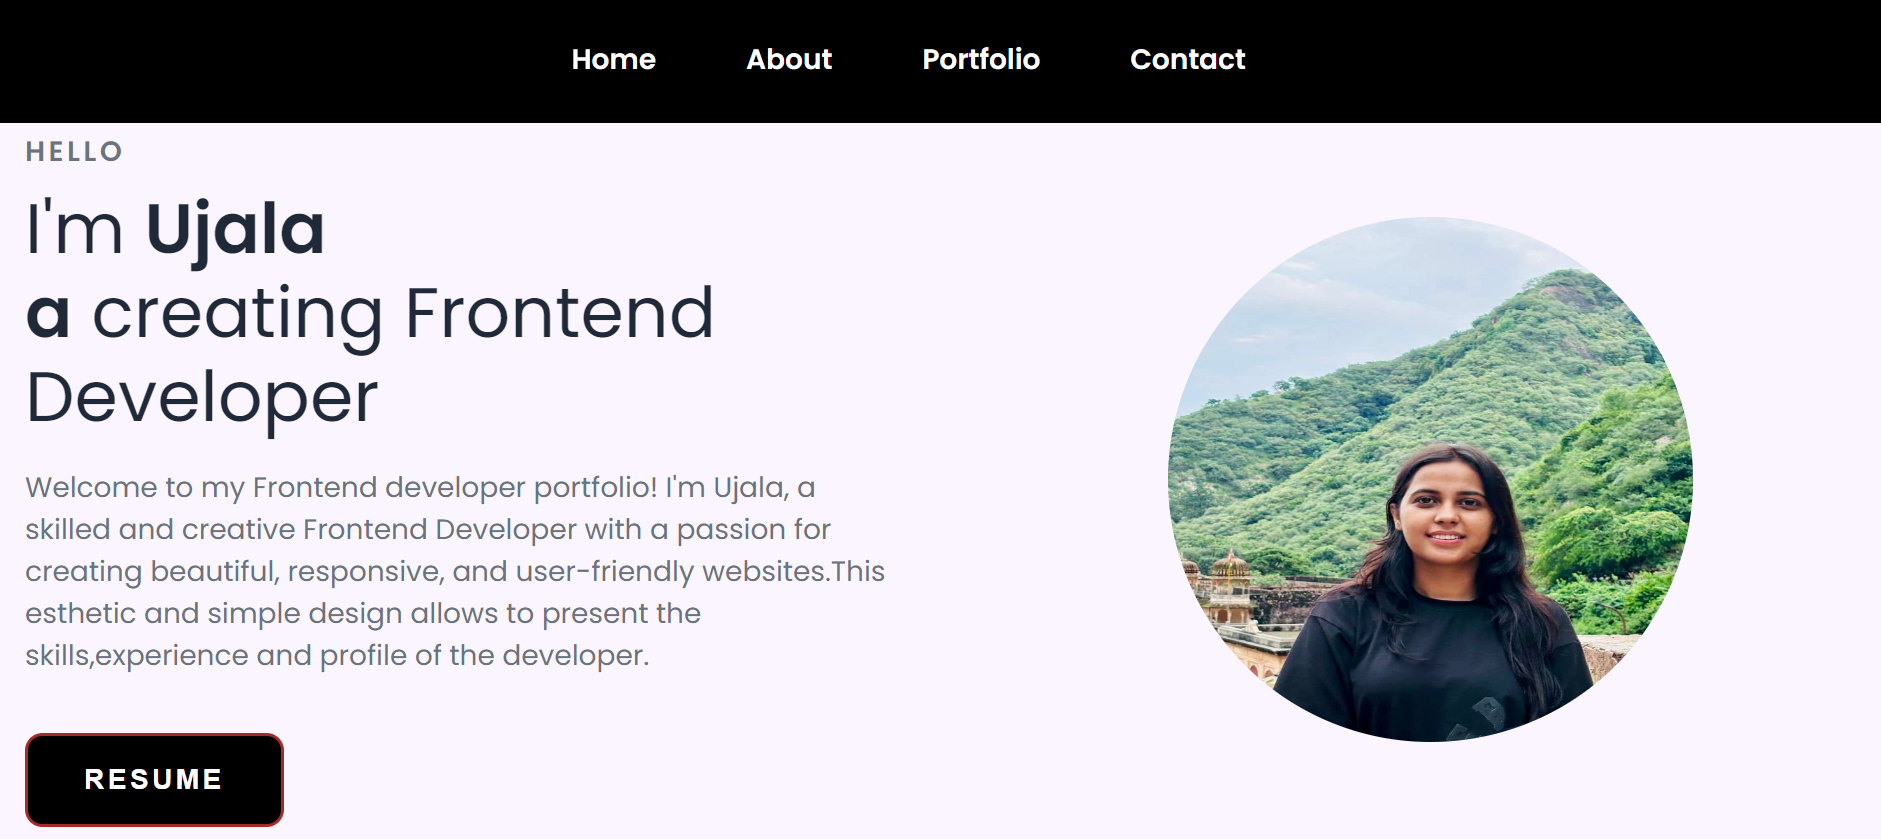 Home About Portfolio Contact
HELLO
I'm Ujala
a creating Frontend
Developer
Welcome to my Frontend developer portfolio! I'm Ujala, a
skilled and creative Frontend Developer with a passion for
creating beautiful, responsive, and user-friendly websites.This
esthetic and simple design allows to present the
skills,experience and profile of the developer.
RESUME